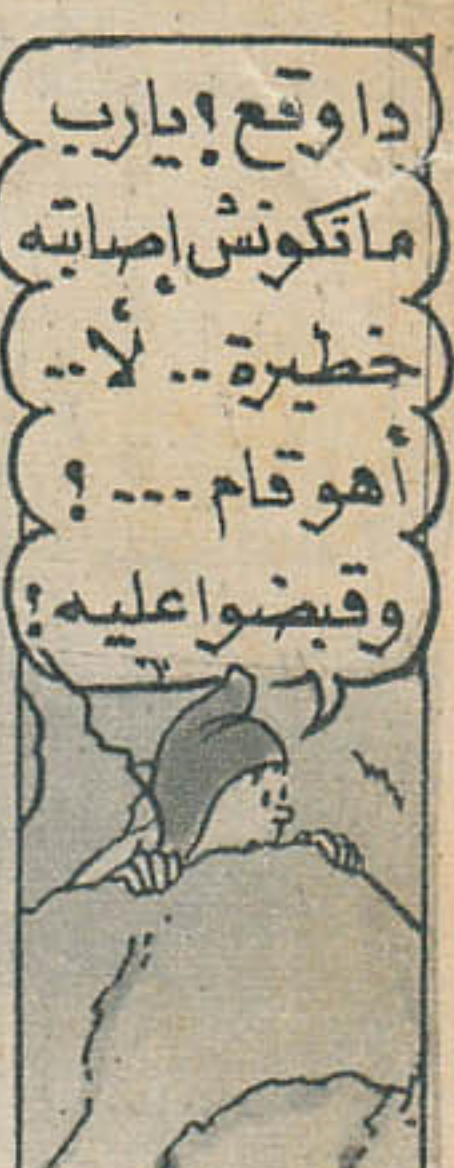 دا وقع؟ يارب
ماتكونش إصابته
خطيرة .. لأ ..
أهو قام ... ؟
وقبضوا عليه؟